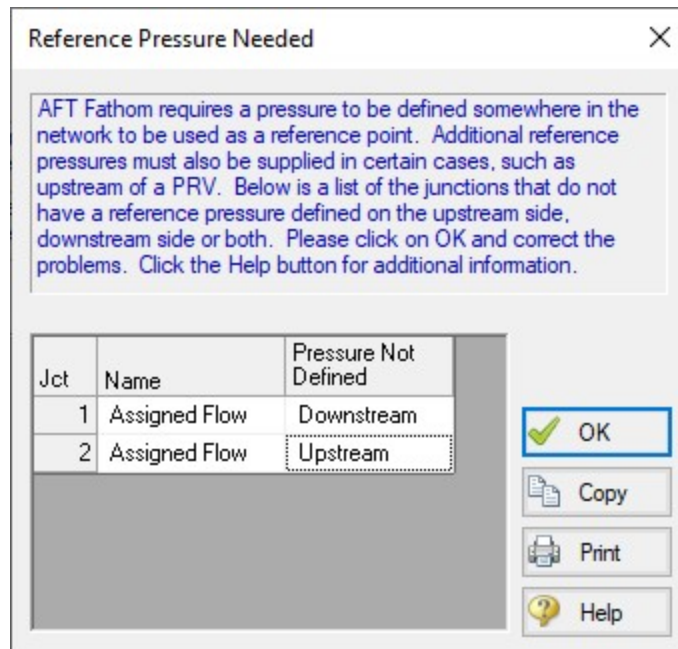 Reference Pressure Needed
AFT Fathom requires a pressure to be defined somewhere in the
network to be used as a reference point. Additional reference
pressures must also be supplied in certain cases, such as
upstream of a PRV. Below is a list of the junctions that do not
have a reference pressure defined on the upstream side,
downstream side or both. Please click on OK and correct the
problems. Click the Help button for additional information.
Jct Name Pressure Not Defined
1 Assigned Flow Downstream
2 Assigned Flow Upstream
OK
Copy
Print
Help